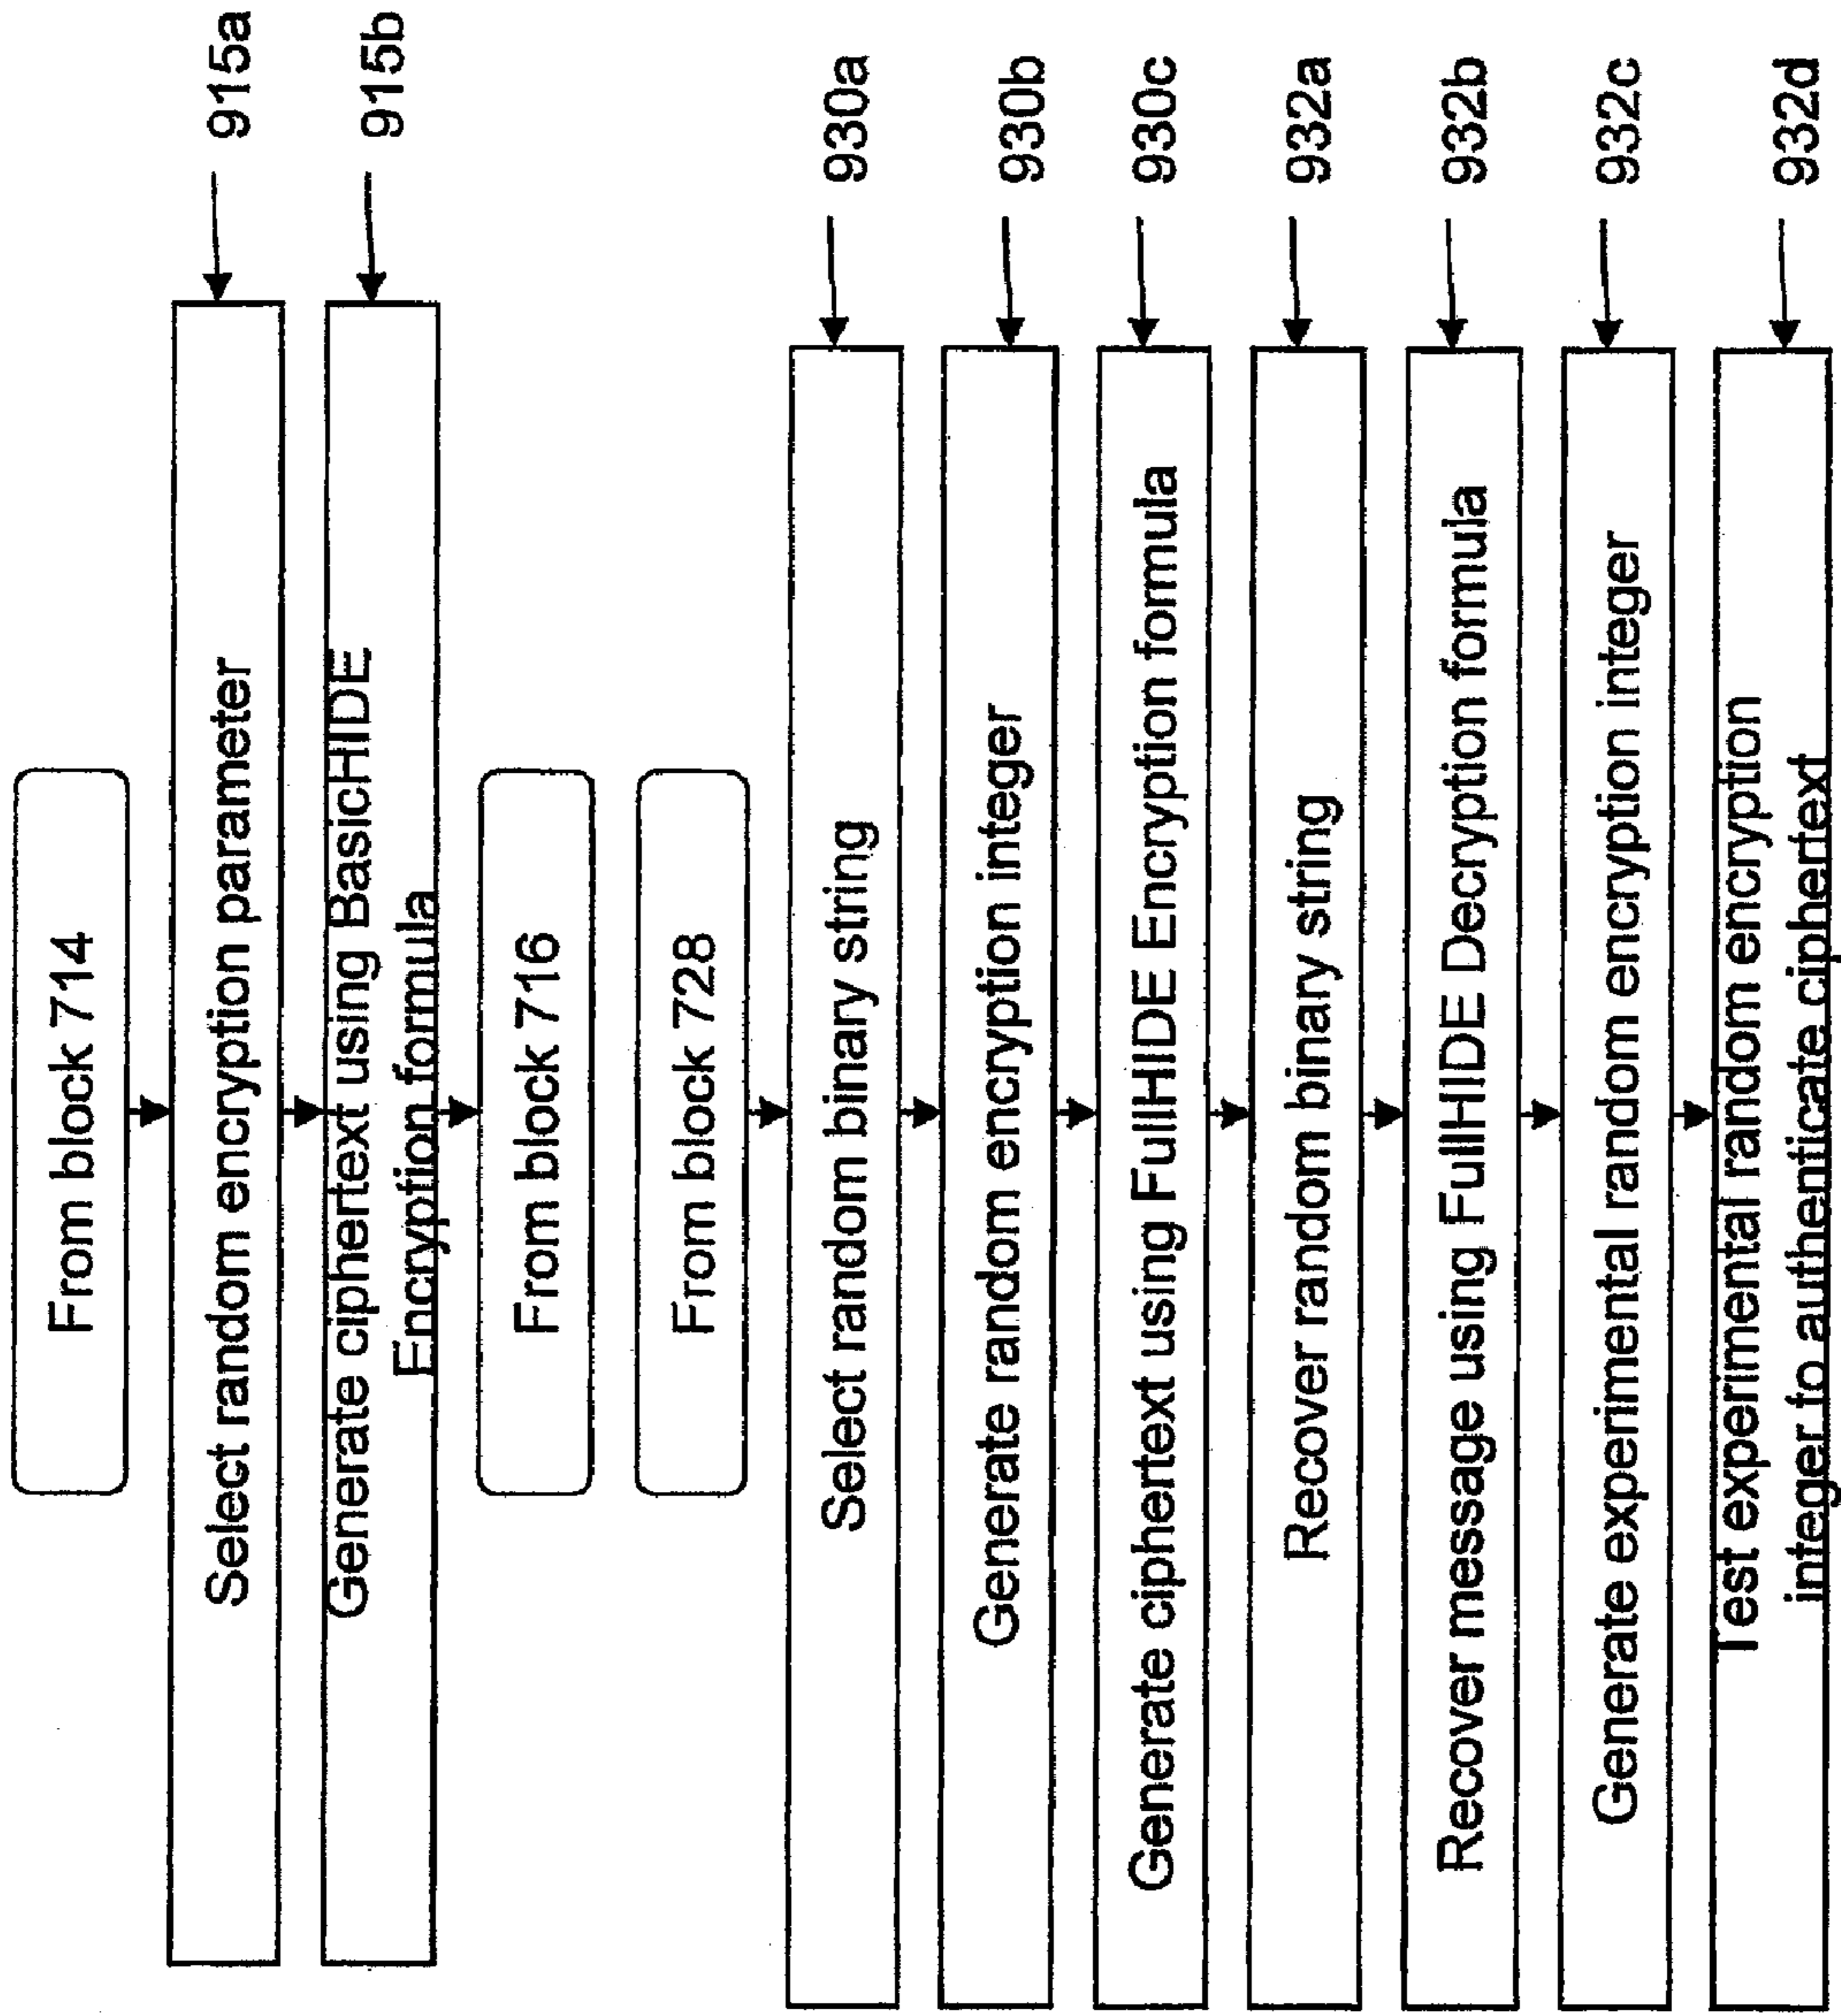 From block 714
Select random encryption parameter
915a
Generate ciphertext using BasicHIDE
Encryption formula
915b
From block 716
From block 728
Select random binary string
930a
Generate random encryption integer
930b
Generate ciphertext using FullHIDE Encryption fomula
930c
Recover random binary string
932a
Recover message using FullHIDE Decryption formula
932b
Generate experimental random encryption integer
932c
Test experimental random encryption
integer to authenticate ciphertext
932d